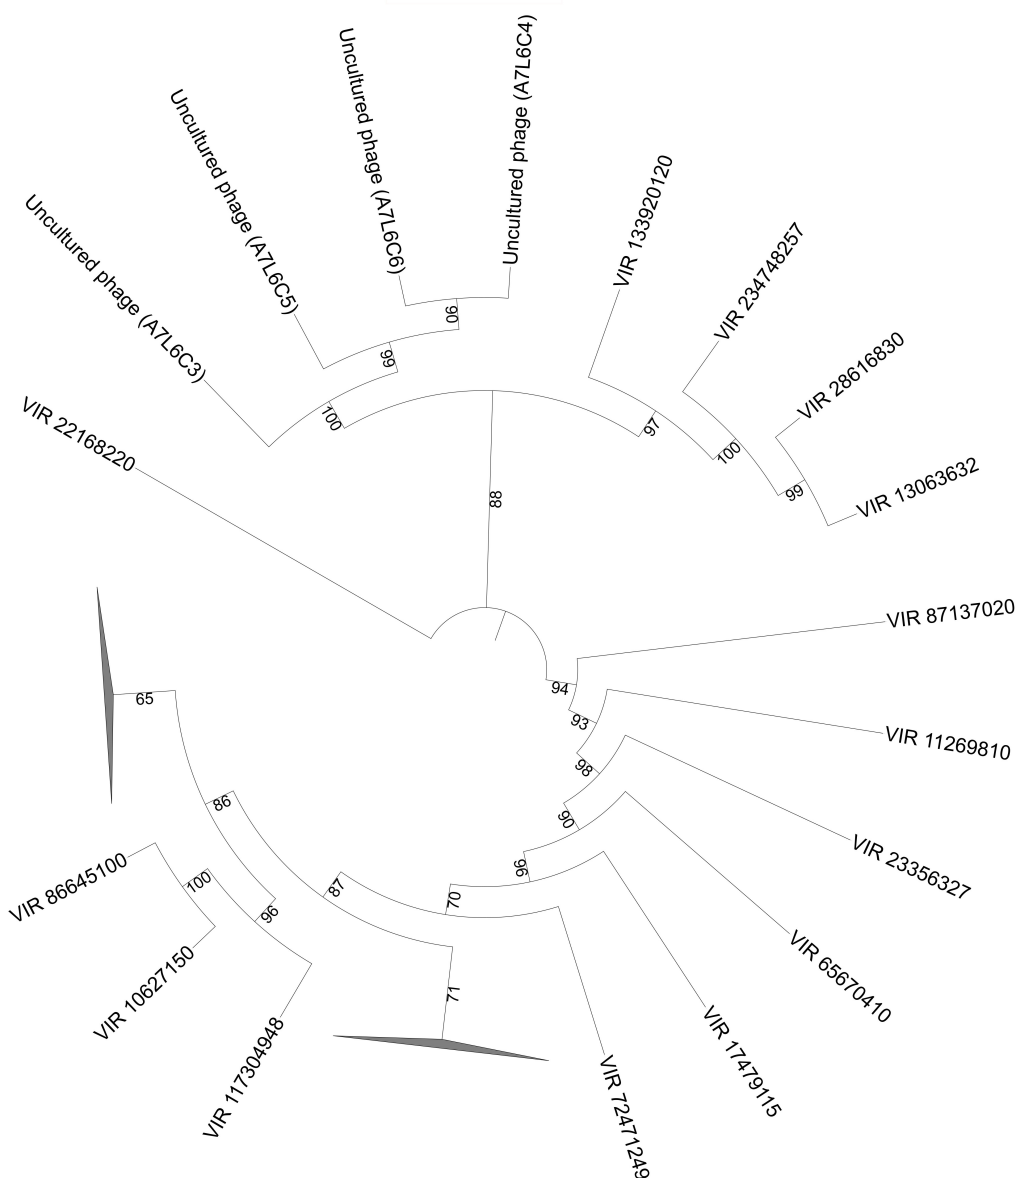 Uncultured phage (A7L6C4)
Uncultured phage (A7L6C6)
Uncultured phage (A7L6C5)
Uncultured phage (A7L6C3)
VIR 22168220
VIR 133920120
VIR 234748257
VIR 28616830
VIR 13063632
VIR 87137020
VIR 11269810
VIR 23356327
VIR 65670410
VIR 17479115
VIR 72471249
VIR 117304948
VIR 10627150
VIR 86645100
90
99
100
97
100
99
88
94
93
98
90
96
70
87
86
65
96
100
71